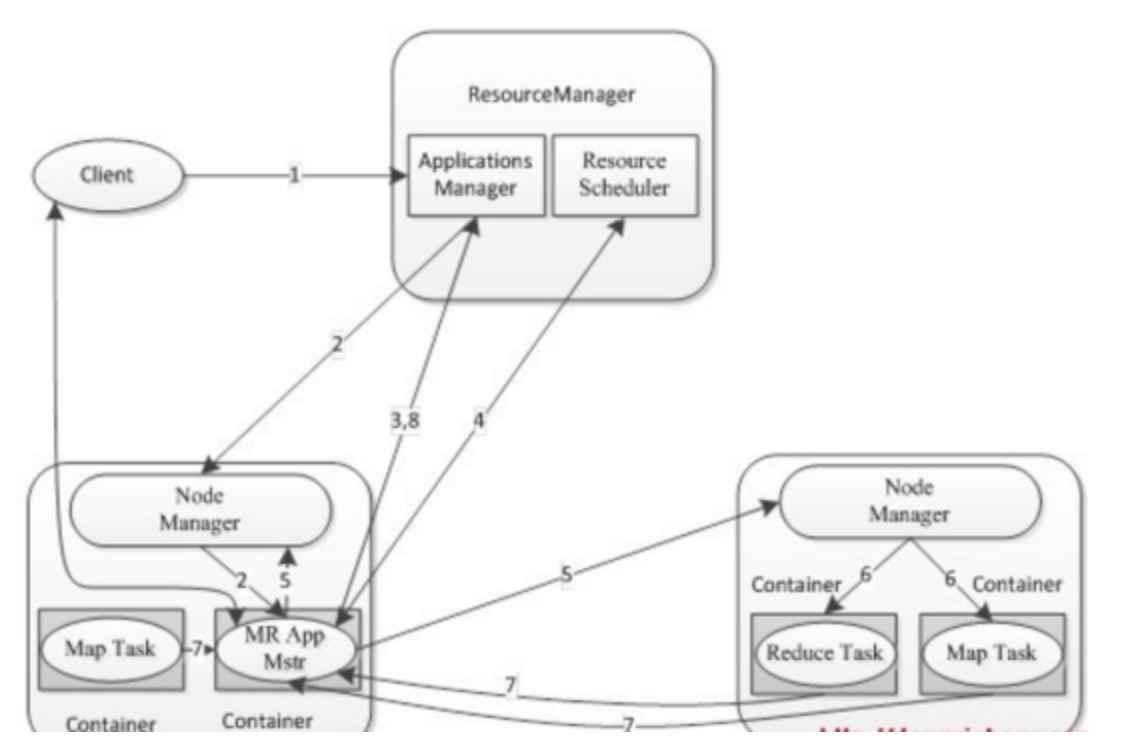 ResourceManager
Applications
Manager
Resource
Scheduler
Client
1
2
3,8
4
Node
Manager
2
5
Map Task
7
MR App
Mstr
Container
Container
5
7
7
Node
Manager
6
6
Container
Container
Reduce Task
Map Task